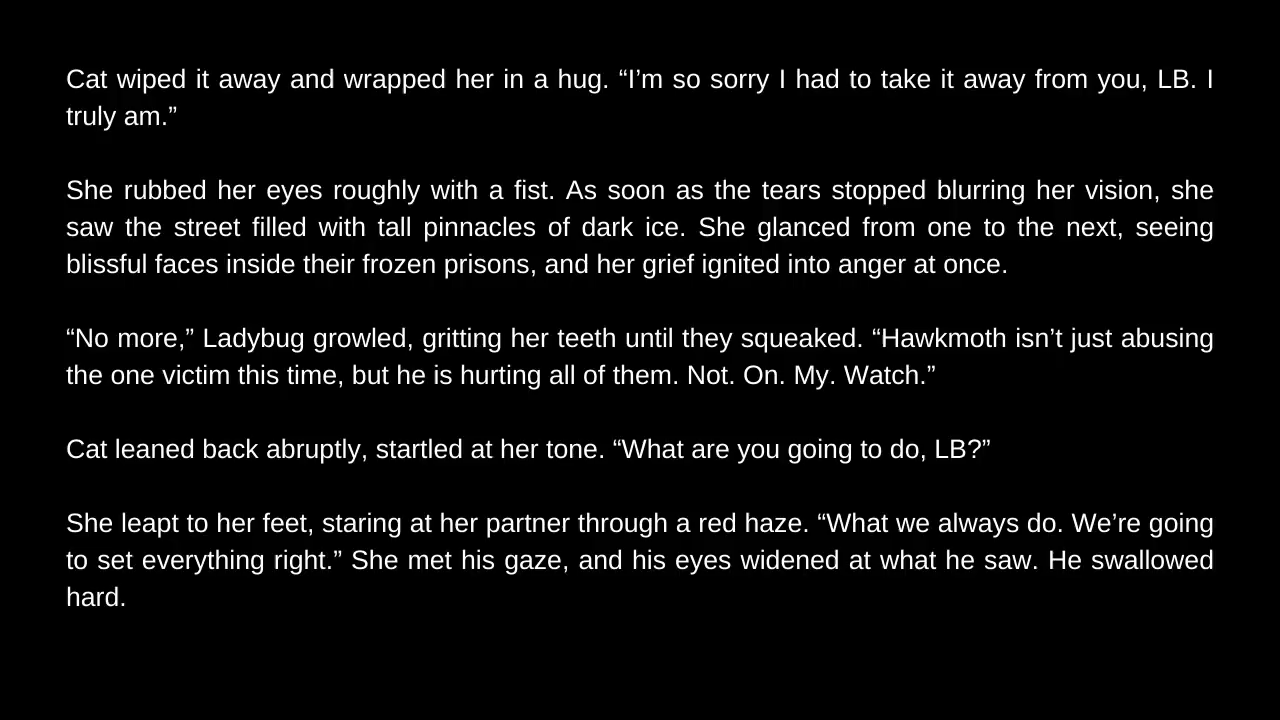 Cat wiped it away and wrapped her in a hug. “I’m so sorry I had to take it away from you, LB. I
truly am.”
She rubbed her eyes roughly with a fist. As soon as the tears stopped blurring her vision, she
saw the street filled with tall pinnacles of dark ice. She glanced from one to the next, seeing
blissful faces inside their frozen prisons, and her grief ignited into anger at once.
“No more,” Ladybug growled, gritting her teeth until they squeaked. “Hawkmoth isn’t just abusing
the one victim this time, but he is hurting all of them. Not. On. My. Watch.”
Cat leaned back abruptly, startled at her tone. “What are you going to do, LB?”
She leapt to her feet, staring at her partner through a red haze. “What we always do. We’re going
to set everything right.” She met his gaze, and his eyes widened at what he saw. He swallowed
hard.